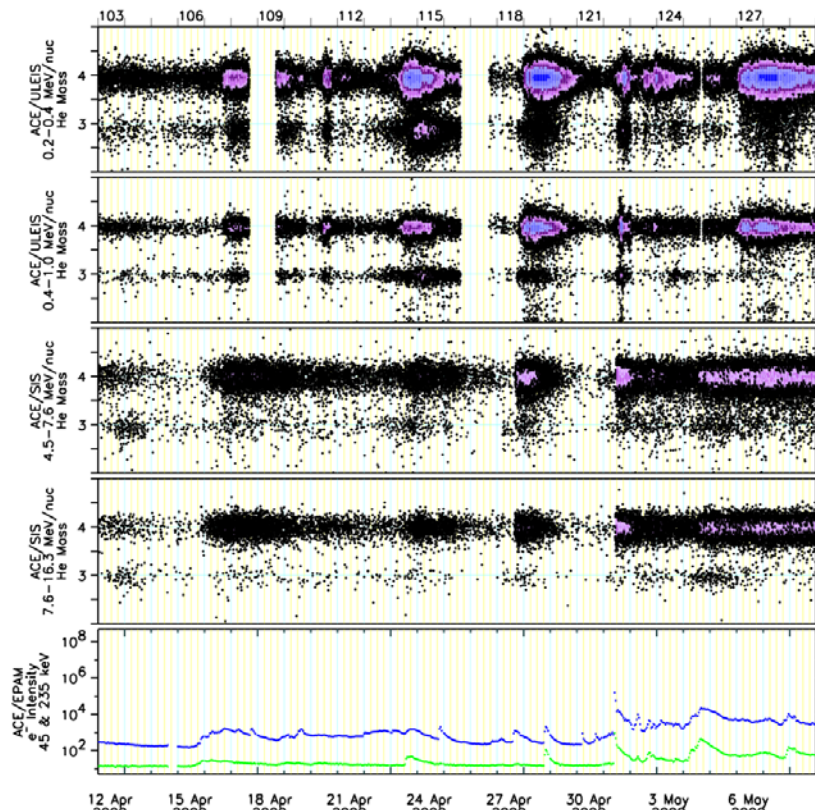 103 106 109 112 115 118 121 124 127
ACE/ULEIS
0.2-0.4 MeV/nuc
He Mass
4
3
ACE/ULEIS
0.4-1.0 MeV/nuc
He Mass
4
3
ACE/SIS
4.5-7.6 MeV/nuc
He Mass
4
3
ACE/SIS
7.6-16.3 MeV/nuc
He Mass
4
3
ACE/EPAM
e⁻ Intensity
45 & 235 keV
10⁸
10⁶
10⁴
10²
12 Apr 15 Apr 18 Apr 21 Apr 24 Apr 27 Apr 30 Apr 3 May 6 May